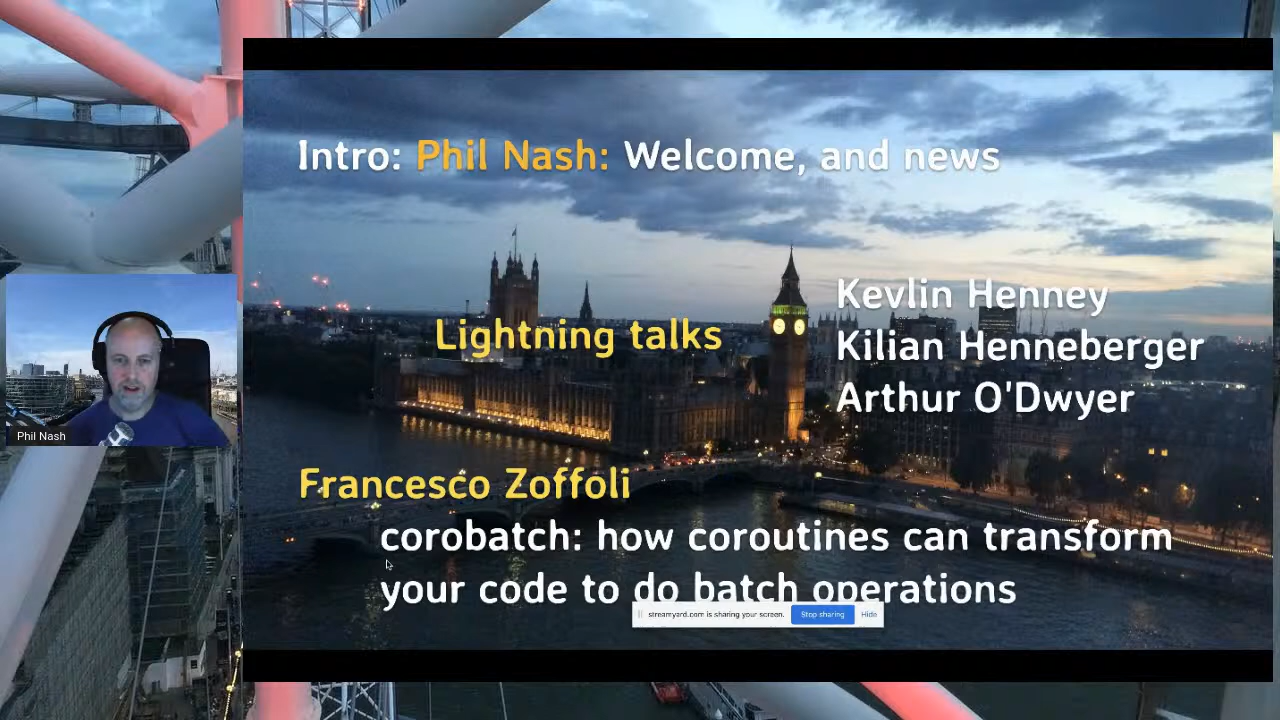 Intro: Phil Nash: Welcome, and news
Kevlin Henney
Lightning talks
Kilian Henneberger
Arthur O'Dwyer
Phil Nash
Francesco Zoffoli
corobatch: how coroutines can transform
your code to do batch operations
streamyard.com is sharing your screen. Stop sharing Hide